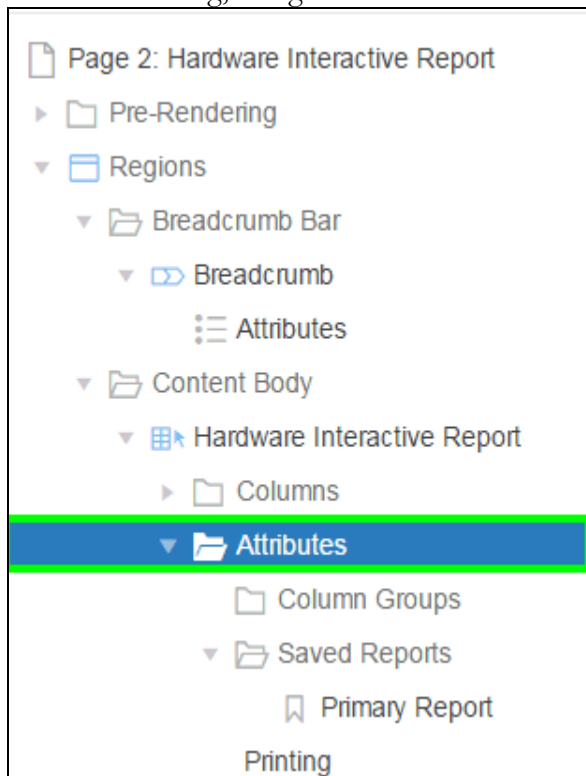 Page 2: Hardware Interactive Report
Pre-Rendering
Regions
Breadcrumb Bar
Breadcrumb
Attributes
Content Body
Hardware Interactive Report
Columns
Attributes
Column Groups
Saved Reports
Primary Report
Printing